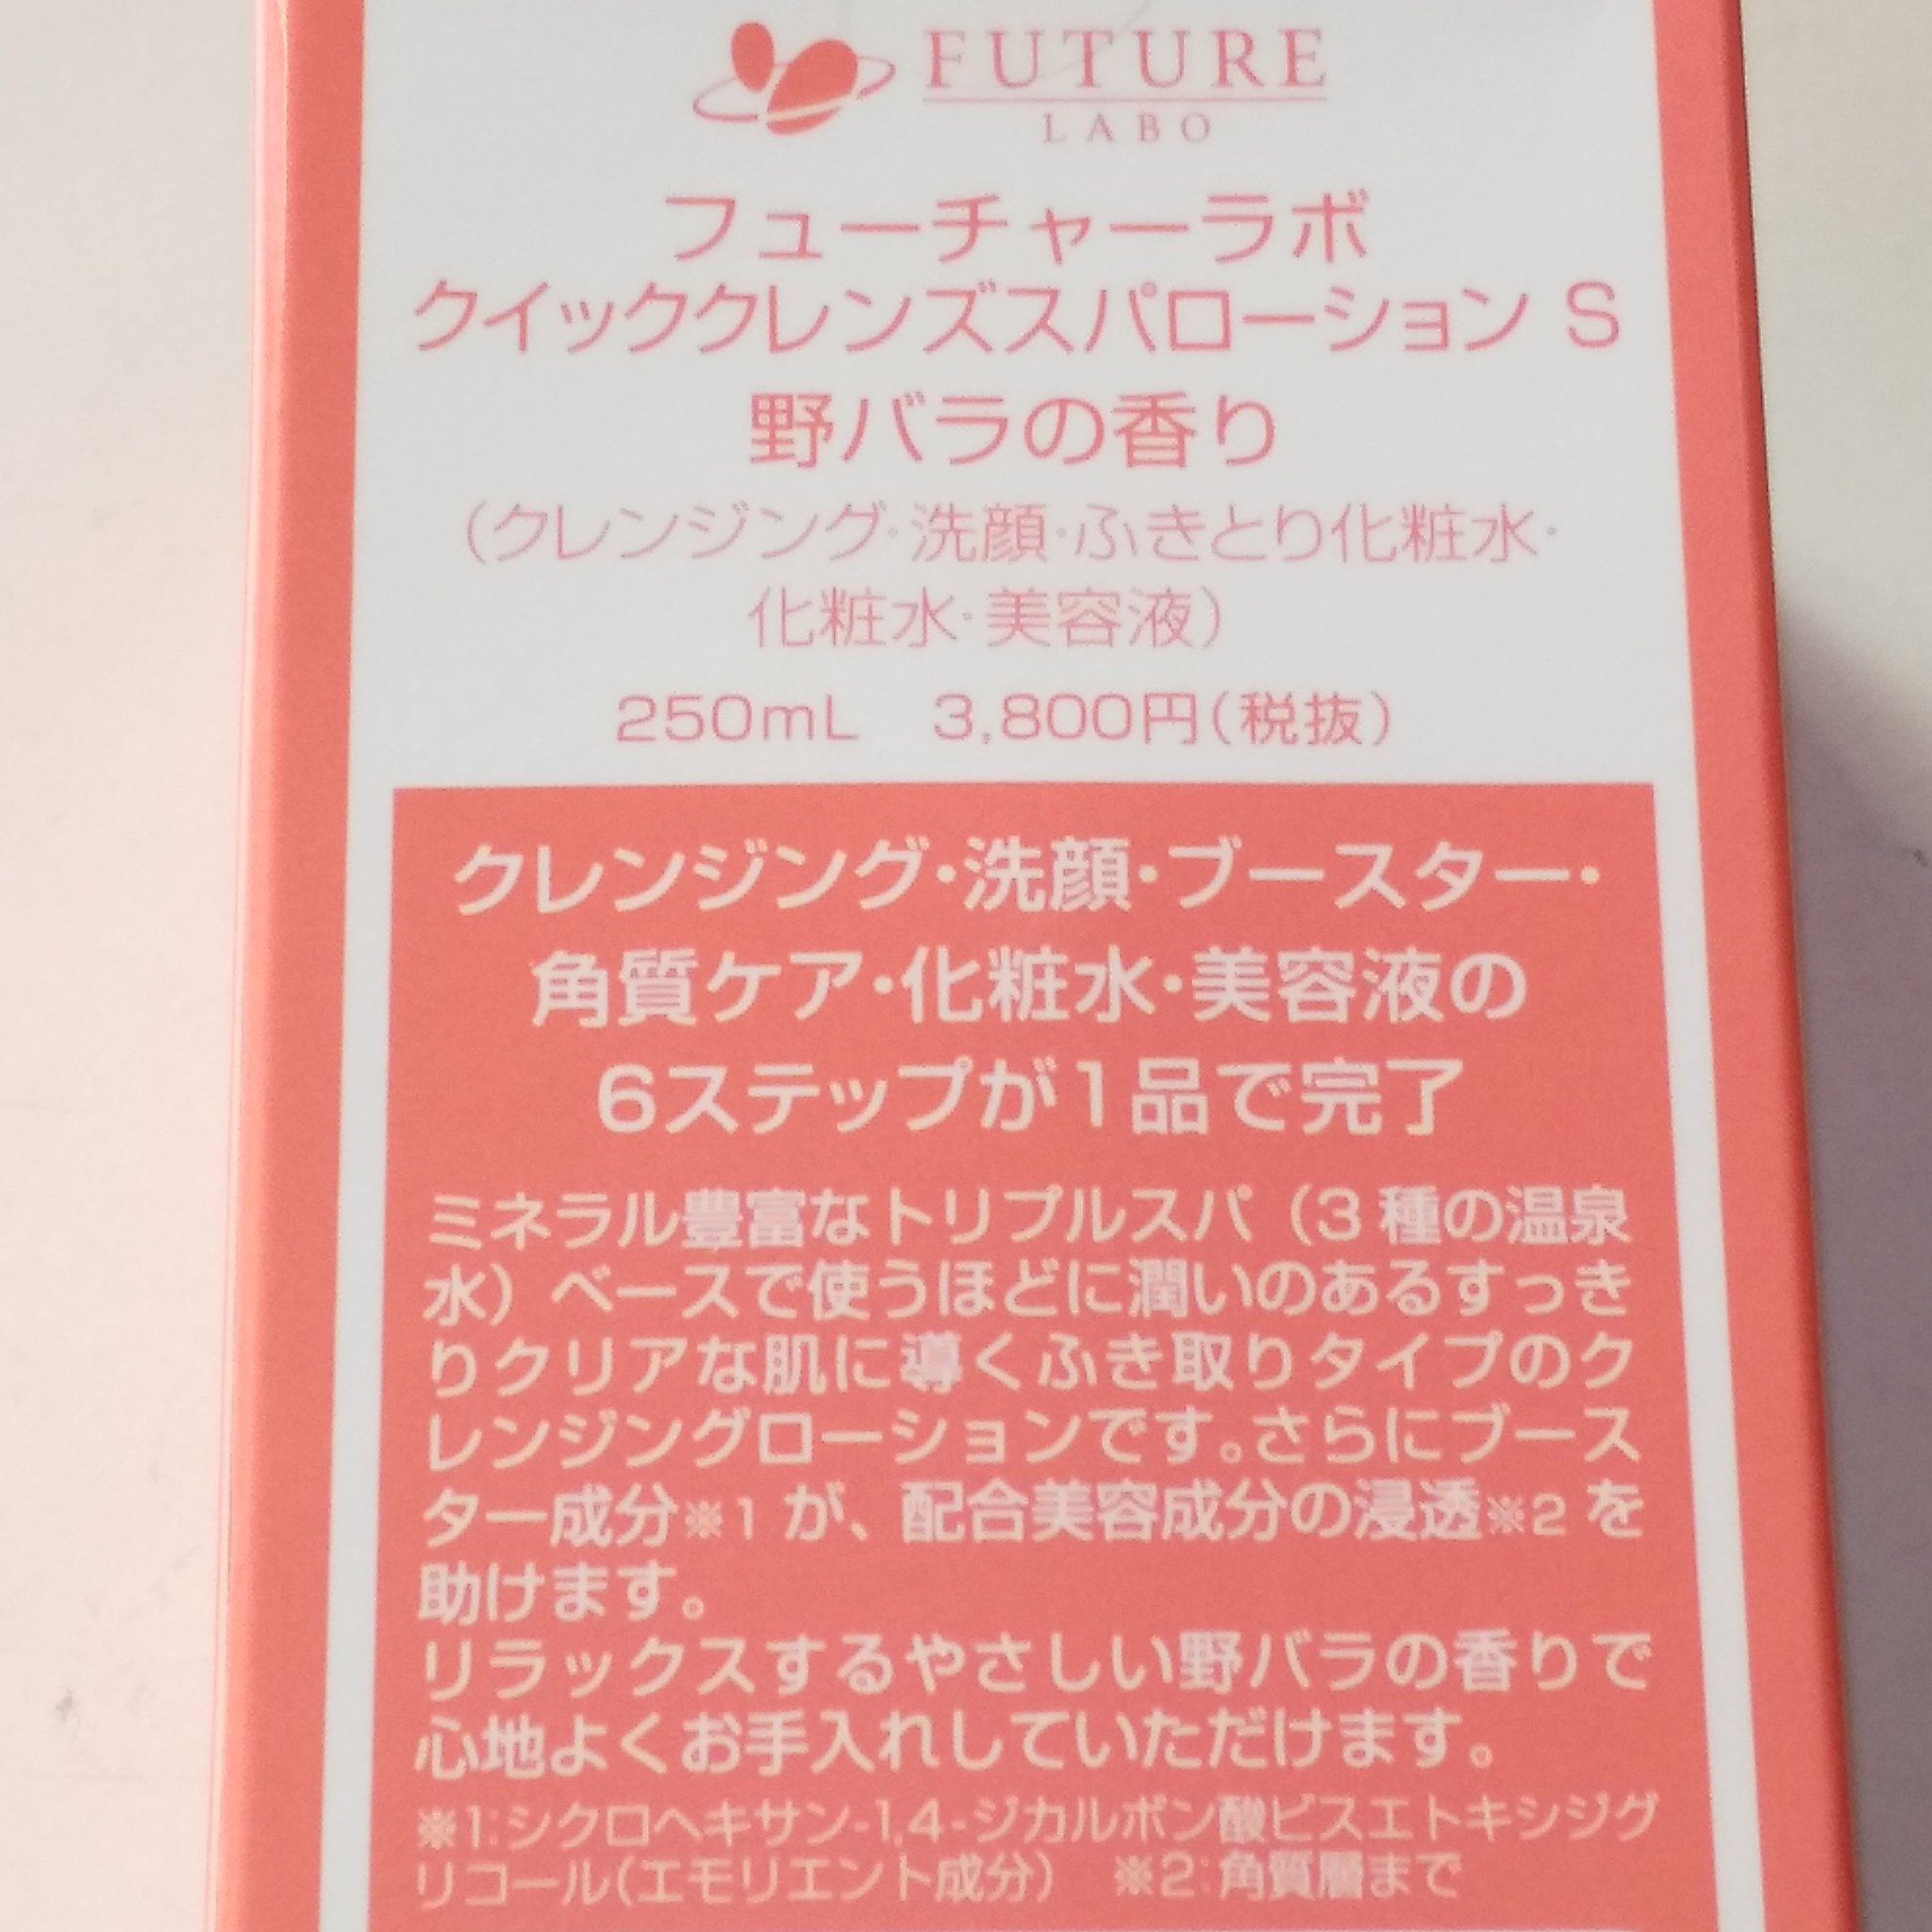 FUTURE
LABO
フューチャーラボ
クイッククレンズスパローション S
野バラの香り
(クレンジング・洗顔・ふきとり化粧水・
化粧水・美容液)
250mL 3,800円(税抜)
クレンジング・洗顔・ブースター・
角質ケア・化粧水・美容液の
6ステップが1品で完了
ミネラル豊富なトリプルスパ(3種の温泉
水)ベースで使うほどに潤いのあるすっき
りクリアな肌に導くふき取りタイプのク
レンジングローションです。さらにブース
ター成分※1が、配合美容成分の浸透※2を
助けます。
リラックスするやさしい野バラの香りで
心地よくお手入れしていただけます。
※1:シクロヘキサン-1,4-ジカルボン酸ビスエトキシジグ
リコール(エモリエント成分) ※2:角質層まで